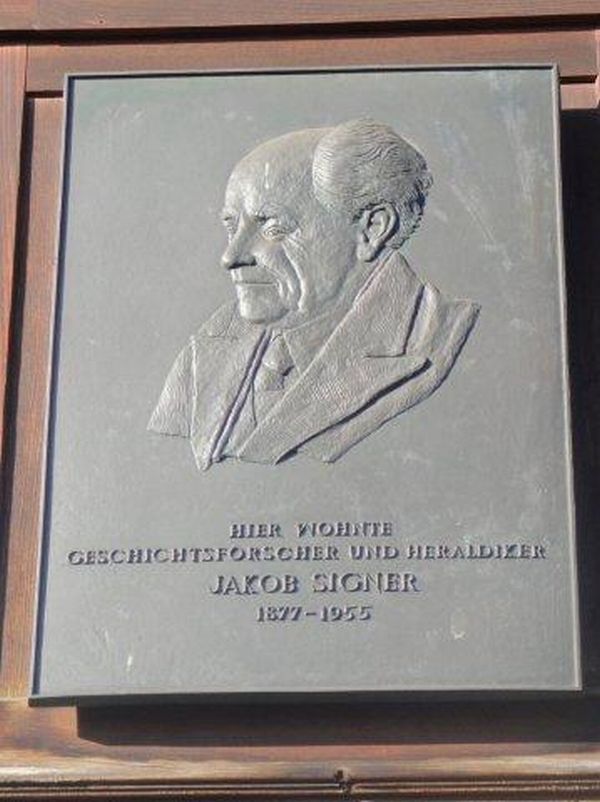 HIER WOHNTE
GESCHICHTSFORSCHER UND HERALDIKER
JAKOB SIGNER
1877-1955